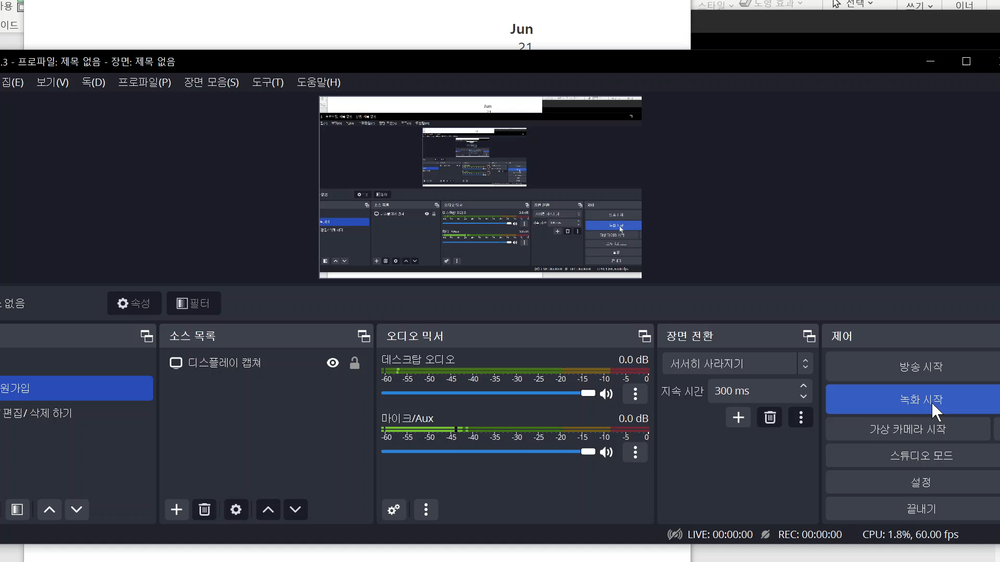 사용
스타일
도형 효과
선택
쓰기
이너
이드
Jun
21
.3 - 프로파일: 제목 없음 - 장면: 제목 없음
집(E) 보기(V) 독(D) 프로파일(P) 장면 모음(S) 도구(T) 도움말(H)
Jun
21
없음
속성
필터
소스 목록
오디오 믹서
장면 전환
제어
원가입
편집/ 삭제 하기
디스플레이 캡쳐
데스크탑 오디오
0.0 dB
-60 -55 -50 -45 -40 -35 -30 -25 -20 -15 -10 -5 0
마이크/Aux
0.0 dB
-60 -55 -50 -45 -40 -35 -30 -25 -20 -15 -10 -5 0
서서히 사라지기
지속 시간
300 ms
방송 시작
녹화 시작
가상 카메라 시작
스튜디오 모드
설정
끝내기
LIVE: 00:00:00
REC: 00:00:00
CPU: 1.8%, 60.00 fps